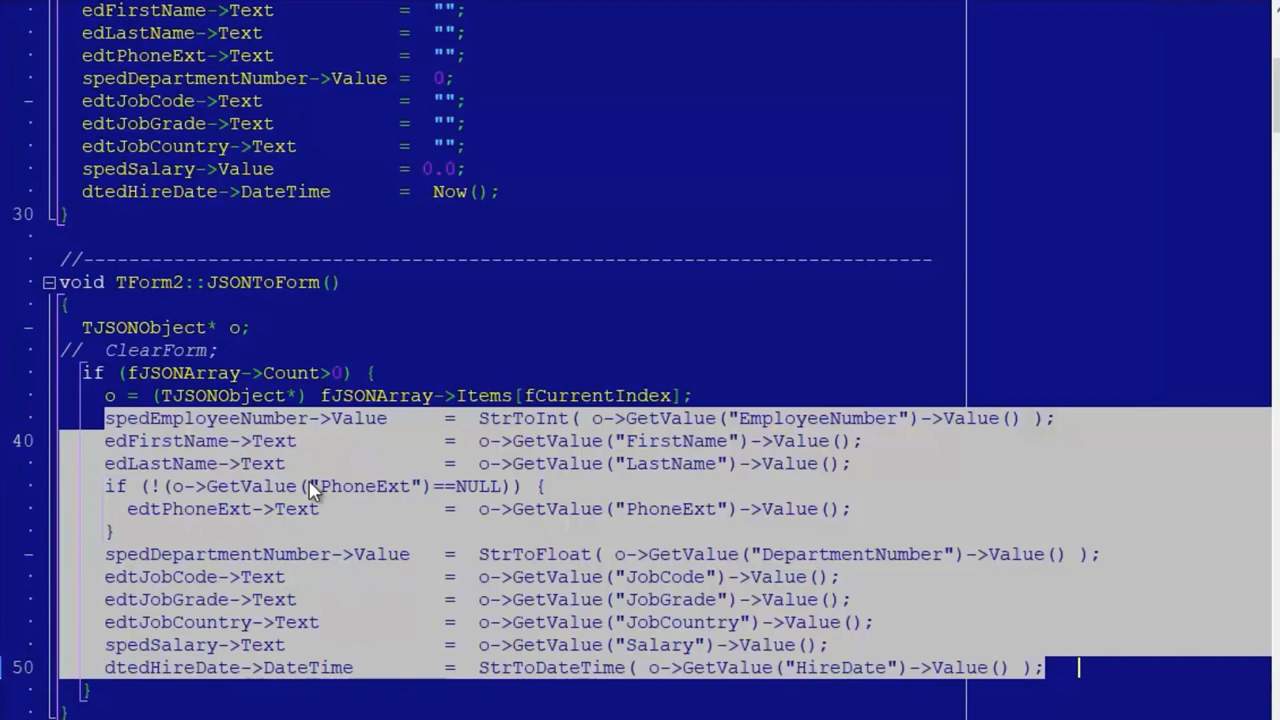 edFirstName->Text = "";
edLastName->Text = "";
edtPhoneExt->Text = "";
spedDepartmentNumber->Value = 0;
edtJobCode->Text = "";
edtJobGrade->Text = "";
edtJobCountry->Text = "";
spedSalary->Value = 0.0;
dtedHireDate->DateTime = Now();
30 }
//---------------------------------------------------------------------------
void TForm2::JSONToForm()
{
TJSONObject* o;
// ClearForm;
if (fJSONArray->Count>0) {
o = (TJSONObject*) fJSONArray->Items[fCurrentIndex];
spedEmployeeNumber->Value = StrToInt( o->GetValue("EmployeeNumber")->Value() );
40 edFirstName->Text = o->GetValue("FirstName")->Value();
edLastName->Text = o->GetValue("LastName")->Value();
if (!(o->GetValue("PhoneExt")==NULL)) {
edtPhoneExt->Text = o->GetValue("PhoneExt")->Value();
}
spedDepartmentNumber->Value = StrToFloat( o->GetValue("DepartmentNumber")->Value() );
edtJobCode->Text = o->GetValue("JobCode")->Value();
edtJobGrade->Text = o->GetValue("JobGrade")->Value();
edtJobCountry->Text = o->GetValue("JobCountry")->Value();
spedSalary->Text = o->GetValue("Salary")->Value();
50 dtedHireDate->DateTime = StrToDateTime( o->GetValue("HireDate")->Value() );
}
}